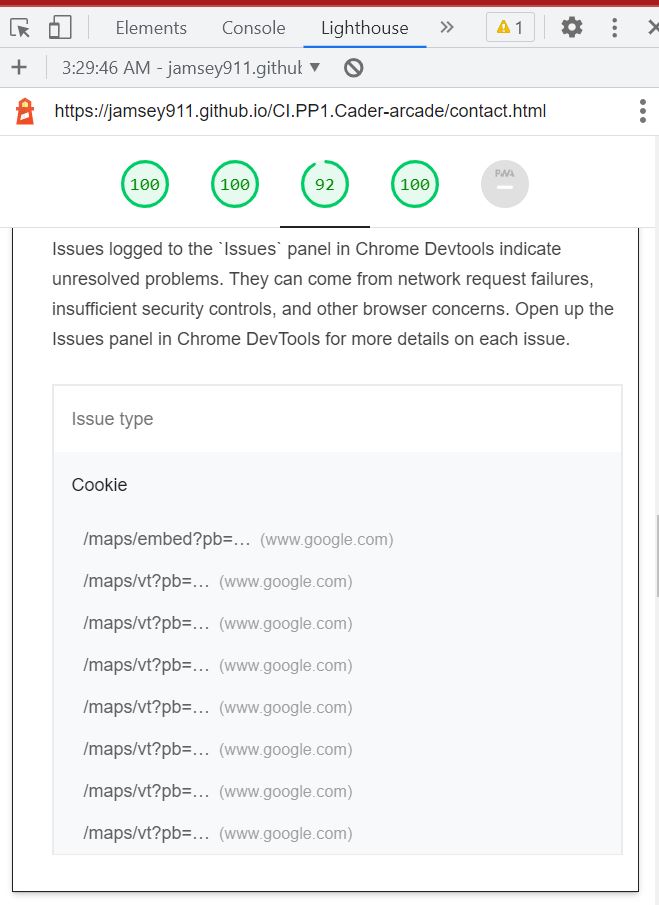 Elements Console Lighthouse 1
3:29:46 AM - jamsey911.githul
https://jamsey911.github.io/CI.PP1.Cader-arcade/contact.html
100 100 92 100 PWA
Issues logged to the `Issues` panel in Chrome Devtools indicate
unresolved problems. They can come from network request failures,
insufficient security controls, and other browser concerns. Open up the
Issues panel in Chrome DevTools for more details on each issue.
Issue type
Cookie
/maps/embed?pb=… (www.google.com)
/maps/vt?pb=… (www.google.com)
/maps/vt?pb=… (www.google.com)
/maps/vt?pb=… (www.google.com)
/maps/vt?pb=… (www.google.com)
/maps/vt?pb=… (www.google.com)
/maps/vt?pb=… (www.google.com)
/maps/vt?pb=… (www.google.com)